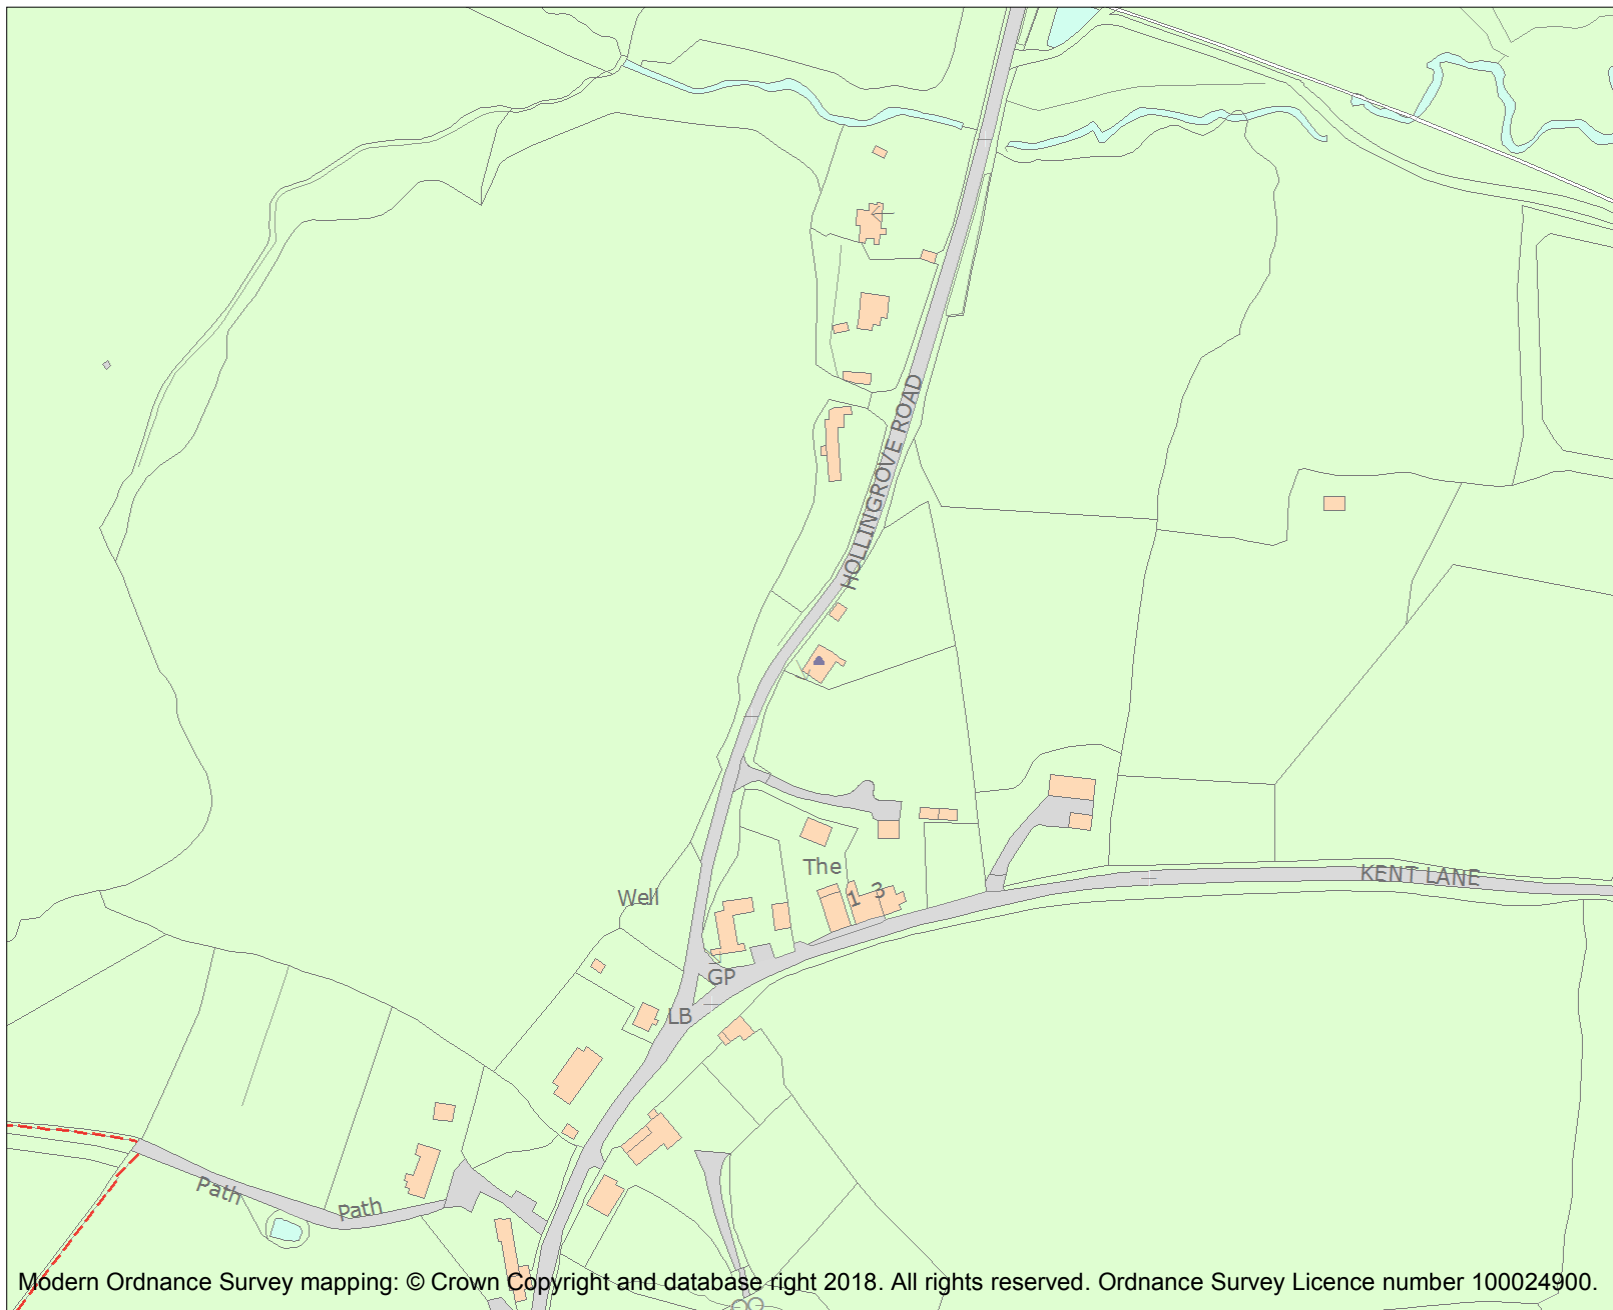 HOLLINGROVE ROAD
The
1 3
KENT LANE
Well
GP
LB
Path
Path
Modern Ordnance Survey mapping: © Crown Copyright and database right 2018. All rights reserved. Ordnance Survey Licence number 100024900.